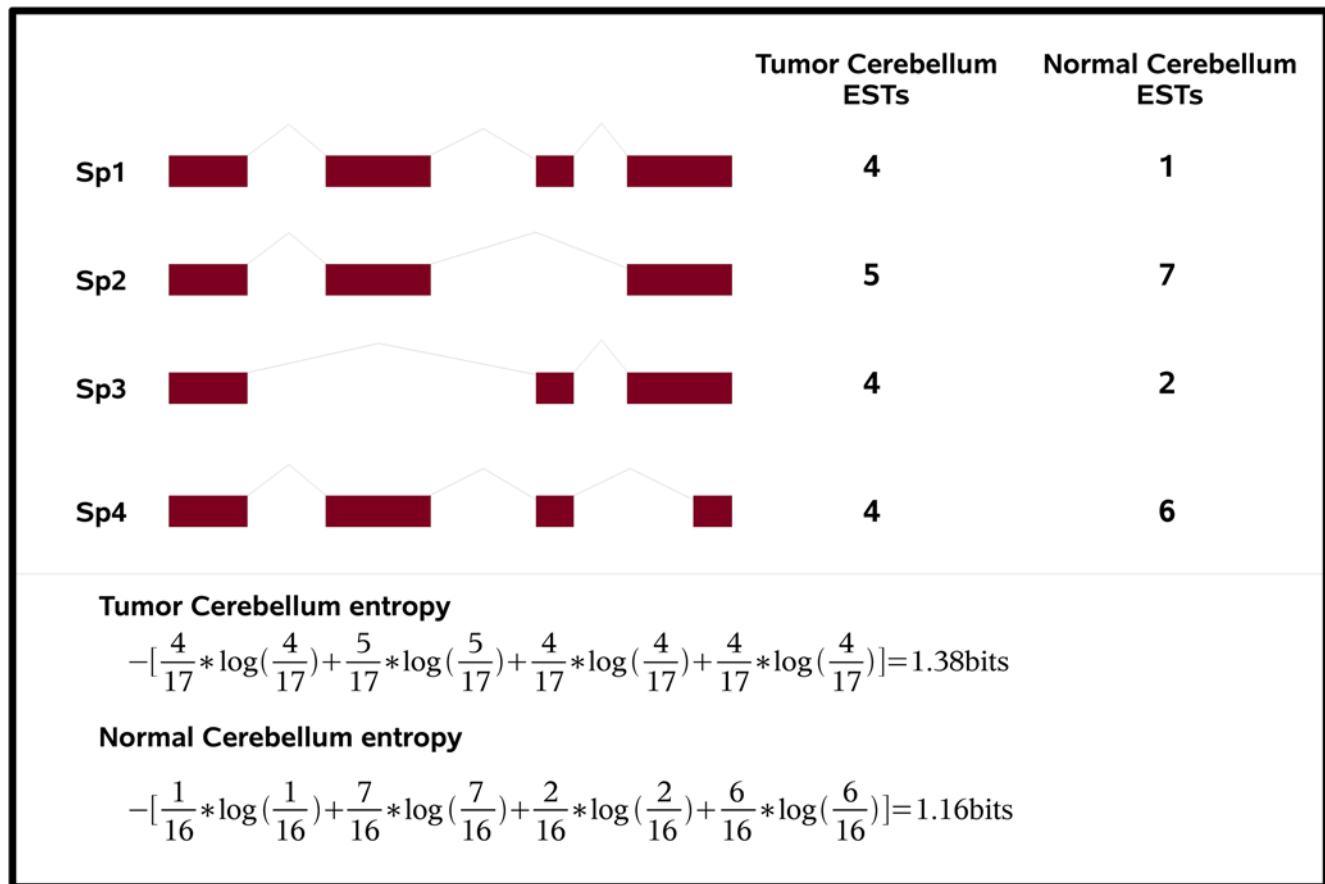 Tumor Cerebellum Normal Cerebellum
ESTs ESTs
Sp1 4 1
Sp2 5 7
Sp3 4 2
Sp4 4 6
Tumor Cerebellum entropy
−[4/17*log(4/17)+5/17*log(5/17)+4/17*log(4/17)+4/17*log(4/17)]=1.38bits
Normal Cerebellum entropy
−[1/16*log(1/16)+7/16*log(7/16)+2/16*log(2/16)+6/16*log(6/16)]=1.16bits